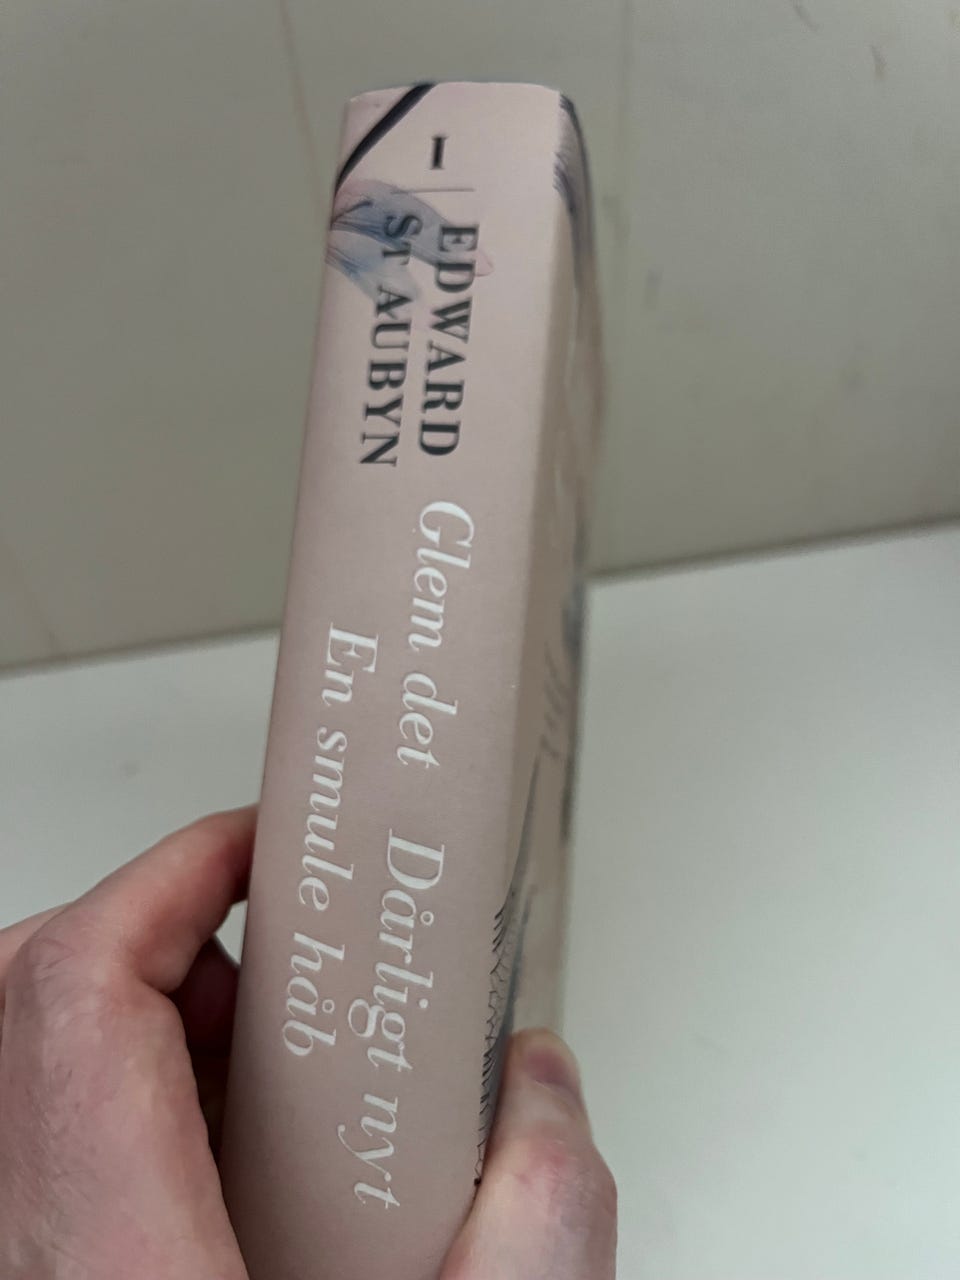 I
EDWARD
ST AUBYN
Glem det Dårligt nyt
En smule håb